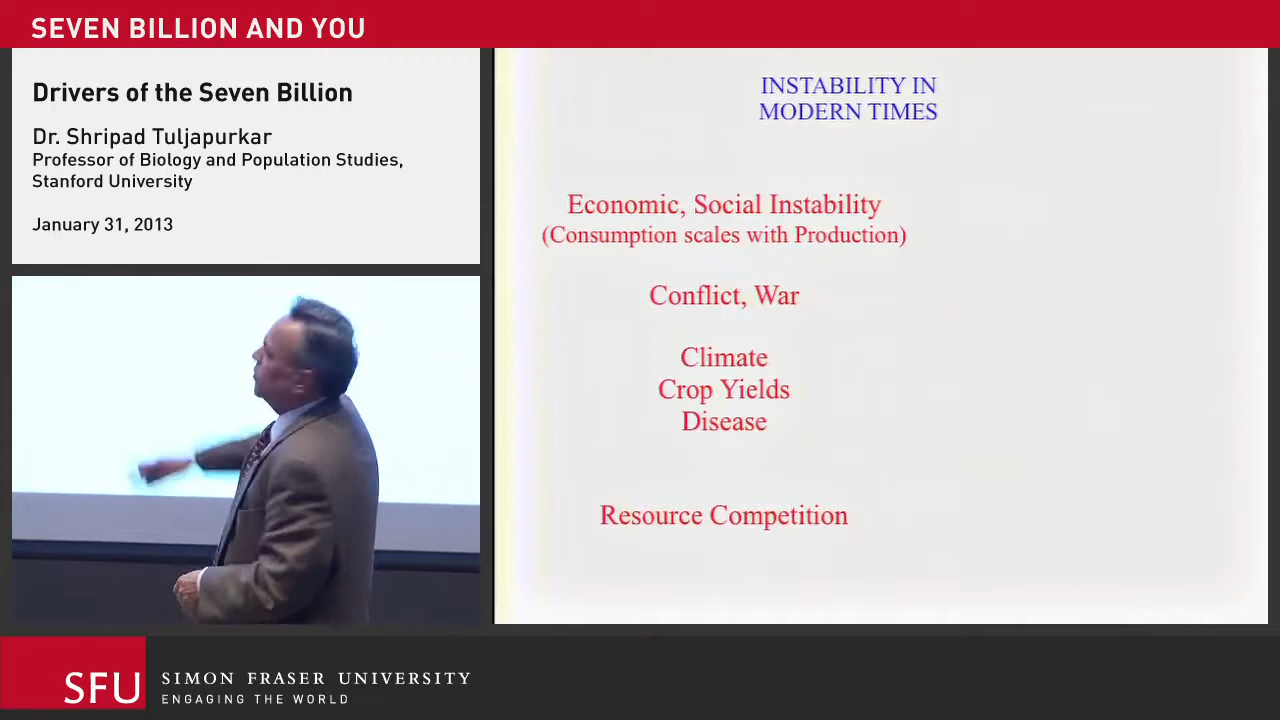 SEVEN BILLION AND YOU
Drivers of the Seven Billion
Dr. Shripad Tuljapurkar
Professor of Biology and Population Studies,
Stanford University
January 31, 2013
INSTABILITY IN
MODERN TIMES
Economic, Social Instability
(Consumption scales with Production)
Conflict, War
Climate
Crop Yields
Disease
Resource Competition
SFU
SIMON FRASER UNIVERSITY
ENGAGING THE WORLD